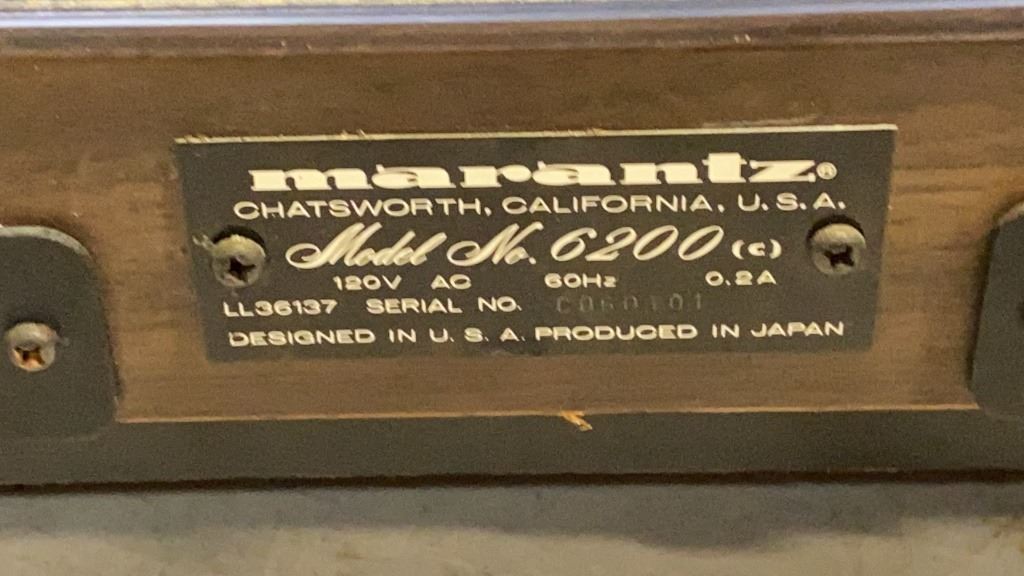 marantz®
CHATSWORTH, CALIFORNIA, U.S.A.
Model No. 6200 (c)
120V AC 60Hz 0.2A
LL36137 SERIAL NO.
DESIGNED IN U.S.A. PRODUCED IN JAPAN